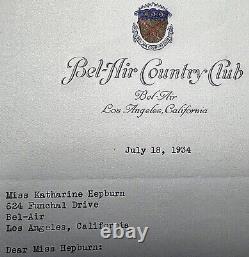 Bel-Air Country Club
Bel-Air
Los Angeles, California
July 18, 1934
Miss Katharine Hepburn
624 Funchal Drive
Bel-Air
Los Angeles, California
Dear Miss Hepburn: